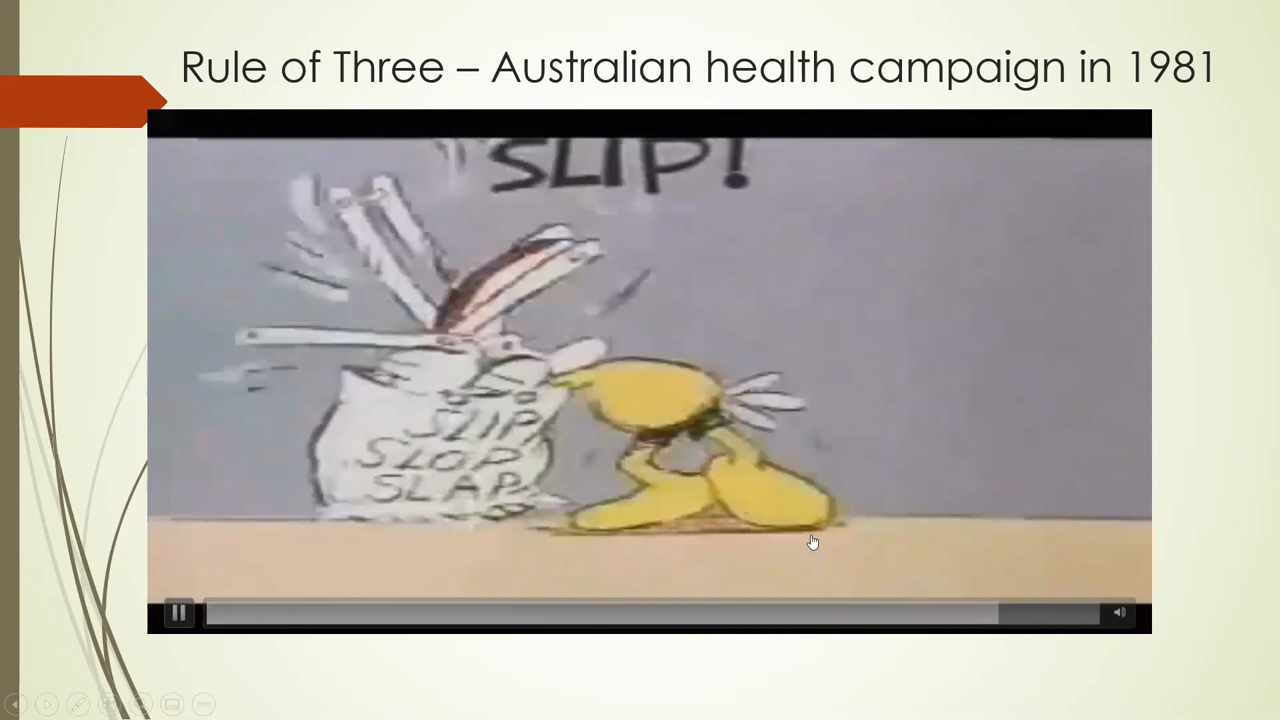 Rule of Three – Australian health campaign in 1981
SLIP!
SLIP
SLOP
SLAP